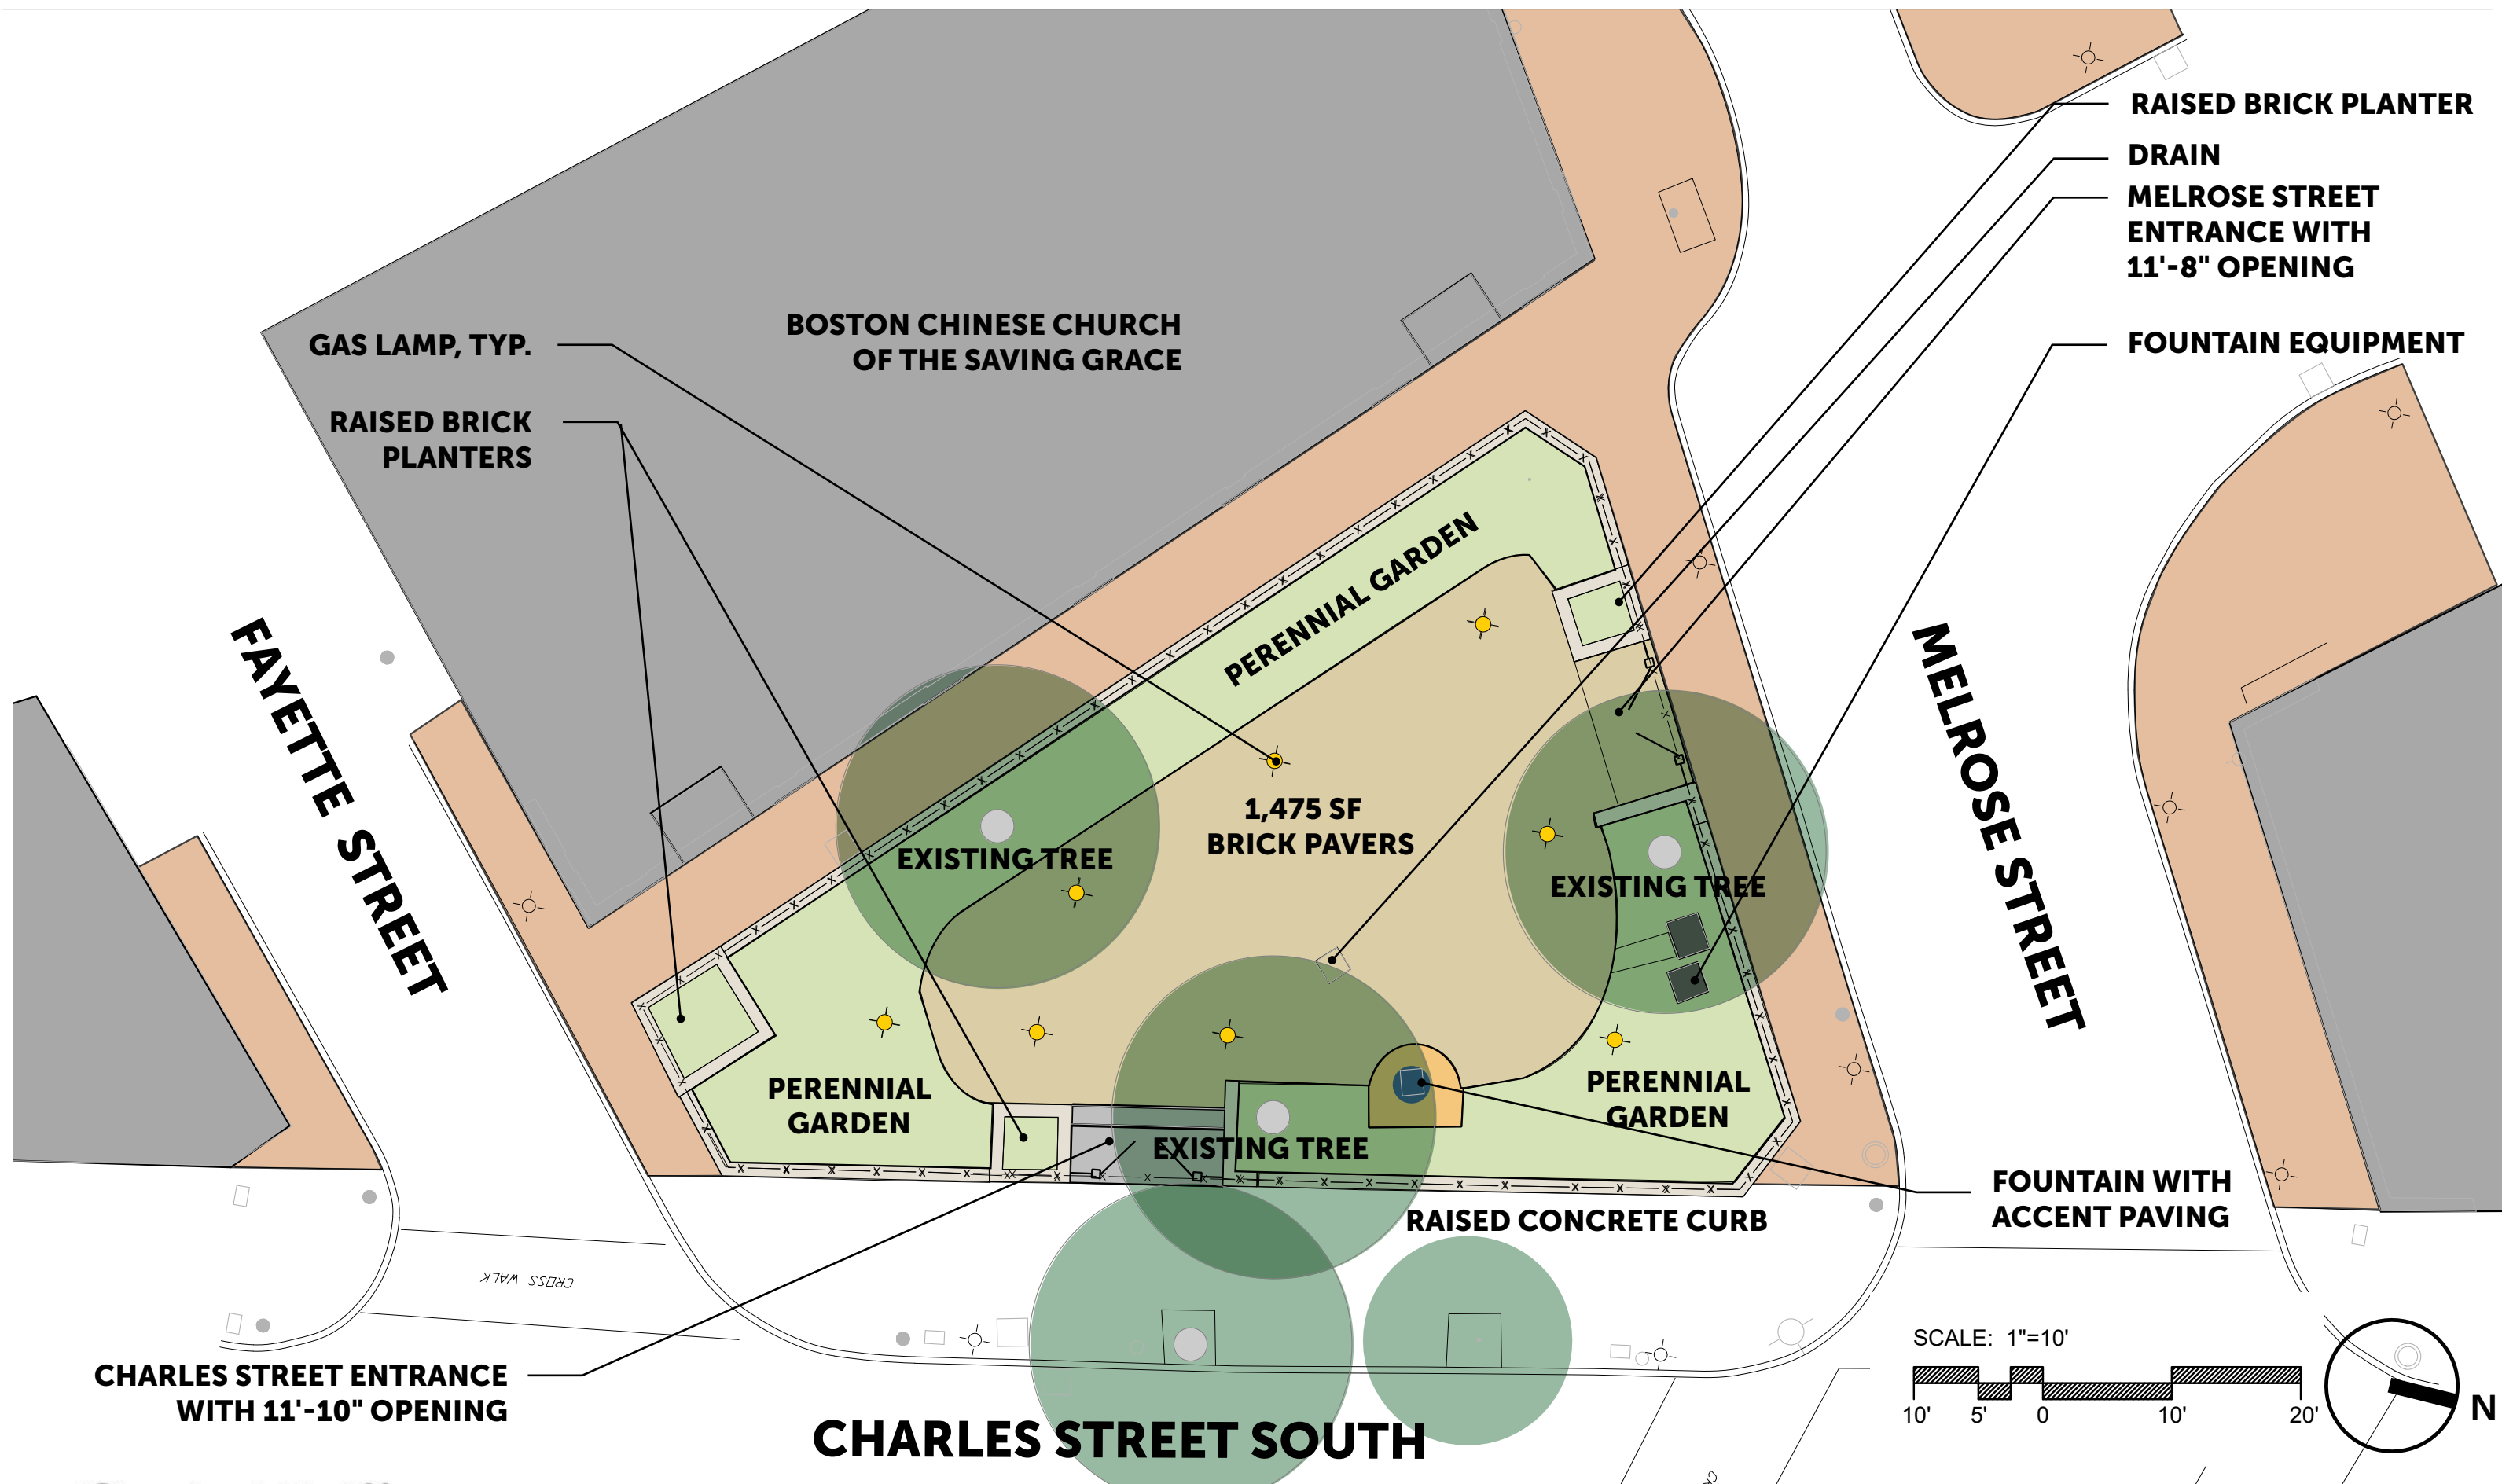 RAISED BRICK PLANTER
DRAIN
MELROSE STREET
ENTRANCE WITH
11'-8" OPENING
FOUNTAIN EQUIPMENT
BOSTON CHINESE CHURCH
OF THE SAVING GRACE
GAS LAMP, TYP.
RAISED BRICK
PLANTERS
PERENNIAL GARDEN
FAYETTE STREET
MELROSE STREET
1,475 SF
BRICK PAVERS
EXISTING TREE
EXISTING TREE
PERENNIAL
GARDEN
PERENNIAL
GARDEN
EXISTING TREE
FOUNTAIN WITH
ACCENT PAVING
RAISED CONCRETE CURB
CROSS WALK
CHARLES STREET ENTRANCE
WITH 11'-10" OPENING
CHARLES STREET SOUTH
SCALE: 1"=10'
10' 5' 0 10' 20'
N